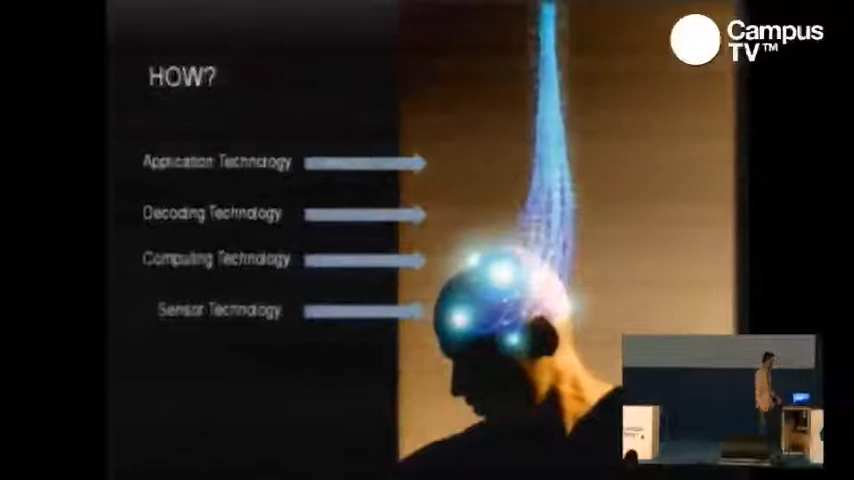 Campus
TV™
HOW?
Application Technology
Decoding Technology
Computing Technology
Sensor Technology